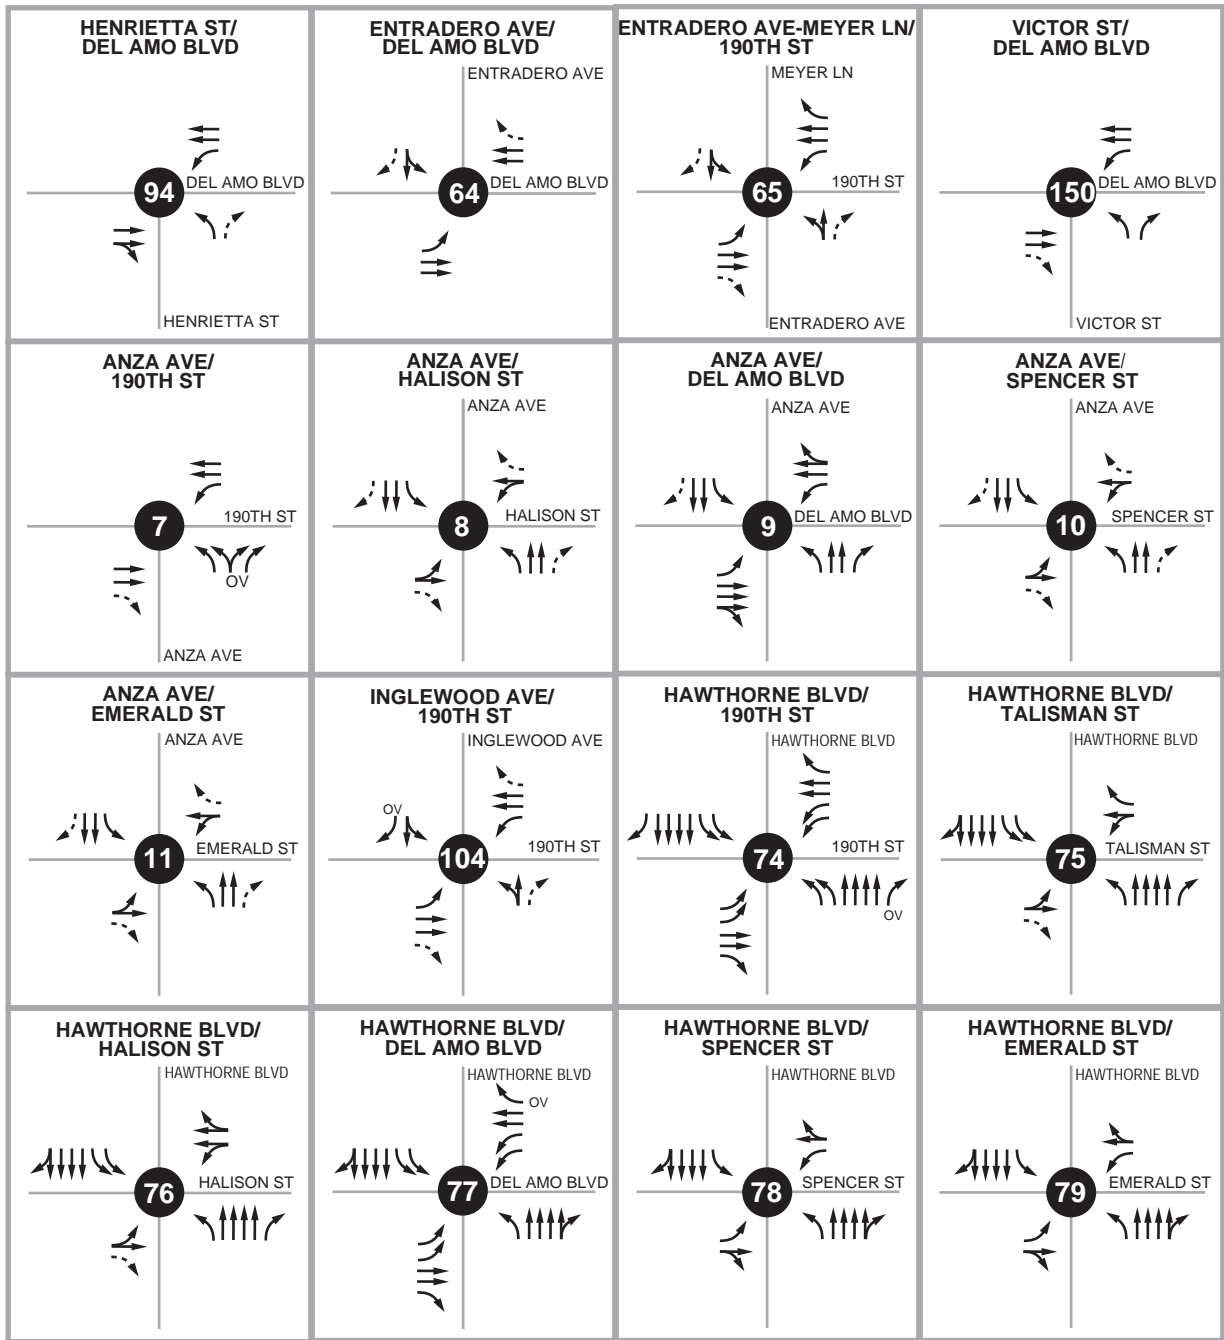 HENRIETTA ST/
DEL AMO BLVD
94
DEL AMO BLVD
HENRIETTA ST
ENTRADERO AVE/
DEL AMO BLVD
ENTRADERO AVE
64
DEL AMO BLVD
ENTRADERO AVE-MEYER LN/
190TH ST
MEYER LN
65
190TH ST
ENTRADERO AVE
VICTOR ST/
DEL AMO BLVD
150
DEL AMO BLVD
VICTOR ST
ANZA AVE/
190TH ST
7
190TH ST
OV
ANZA AVE
ANZA AVE/
HALISON ST
ANZA AVE
8
HALISON ST
ANZA AVE/
DEL AMO BLVD
ANZA AVE
9
DEL AMO BLVD
ANZA AVE/
SPENCER ST
ANZA AVE
10
SPENCER ST
ANZA AVE/
EMERALD ST
ANZA AVE
11
EMERALD ST
INGLEWOOD AVE/
190TH ST
INGLEWOOD AVE
OV
104
190TH ST
HAWTHORNE BLVD/
190TH ST
HAWTHORNE BLVD
74
190TH ST
OV
HAWTHORNE BLVD/
TALISMAN ST
HAWTHORNE BLVD
75
TALISMAN ST
HAWTHORNE BLVD/
HALISON ST
HAWTHORNE BLVD
76
HALISON ST
HAWTHORNE BLVD/
DEL AMO BLVD
HAWTHORNE BLVD
OV
77
DEL AMO BLVD
HAWTHORNE BLVD/
SPENCER ST
HAWTHORNE BLVD
78
SPENCER ST
HAWTHORNE BLVD/
EMERALD ST
HAWTHORNE BLVD
79
EMERALD ST